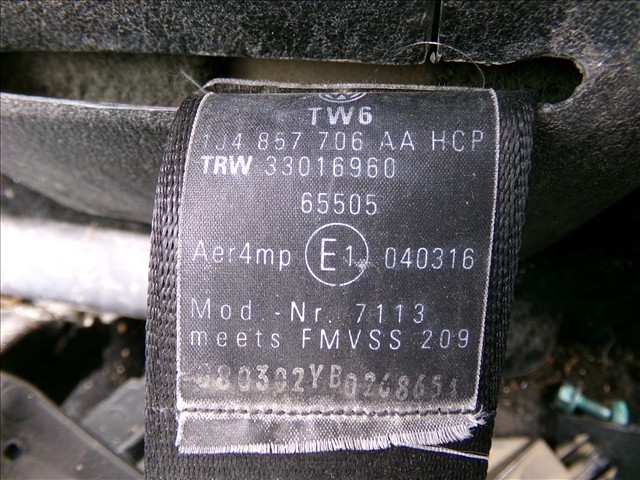 TW6
1J4 857 706 AA HCP
TRW 33016960
65505
Aer4mp E1 040316
Mod.-Nr. 7113
meets FMVSS 209